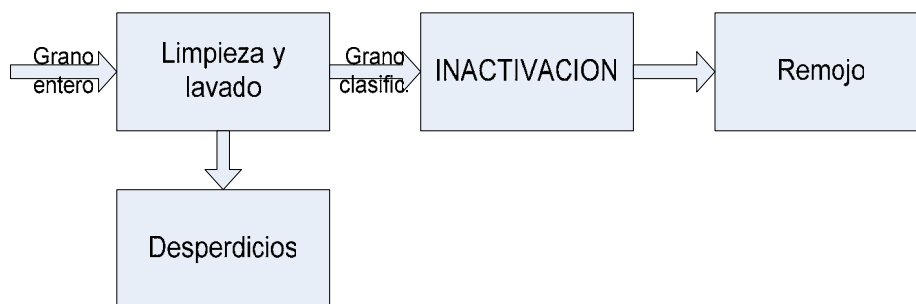 Grano
entero
Limpieza y
lavado
Grano
clasific.
INACTIVACION
Remojo
Desperdicios